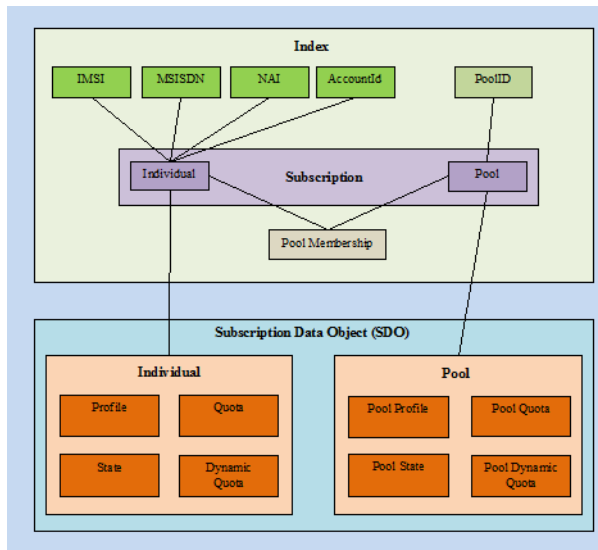 Index
IMSI
MSISDN
NAI
AccountId
PoolID
Individual
Subscription
Pool
Pool Membership
Subscription Data Object (SDO)
Individual
Pool
Profile
Quota
Pool Profile
Pool Quota
State
Dynamic
Quota
Pool State
Pool Dynamic
Quota